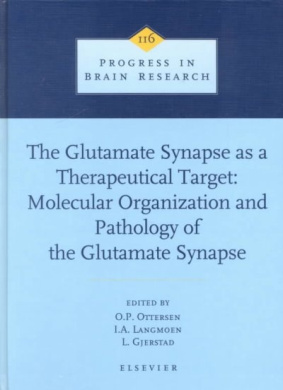 116
PROGRESS IN
BRAIN RESEARCH
The Glutamate Synapse as a
Therapeutical Target:
Molecular Organization and
Pathology of
the Glutamate Synapse
EDITED BY
O.P. OTTERSEN
I.A. LANGMOEN
L. GJERSTAD
ELSEVIER